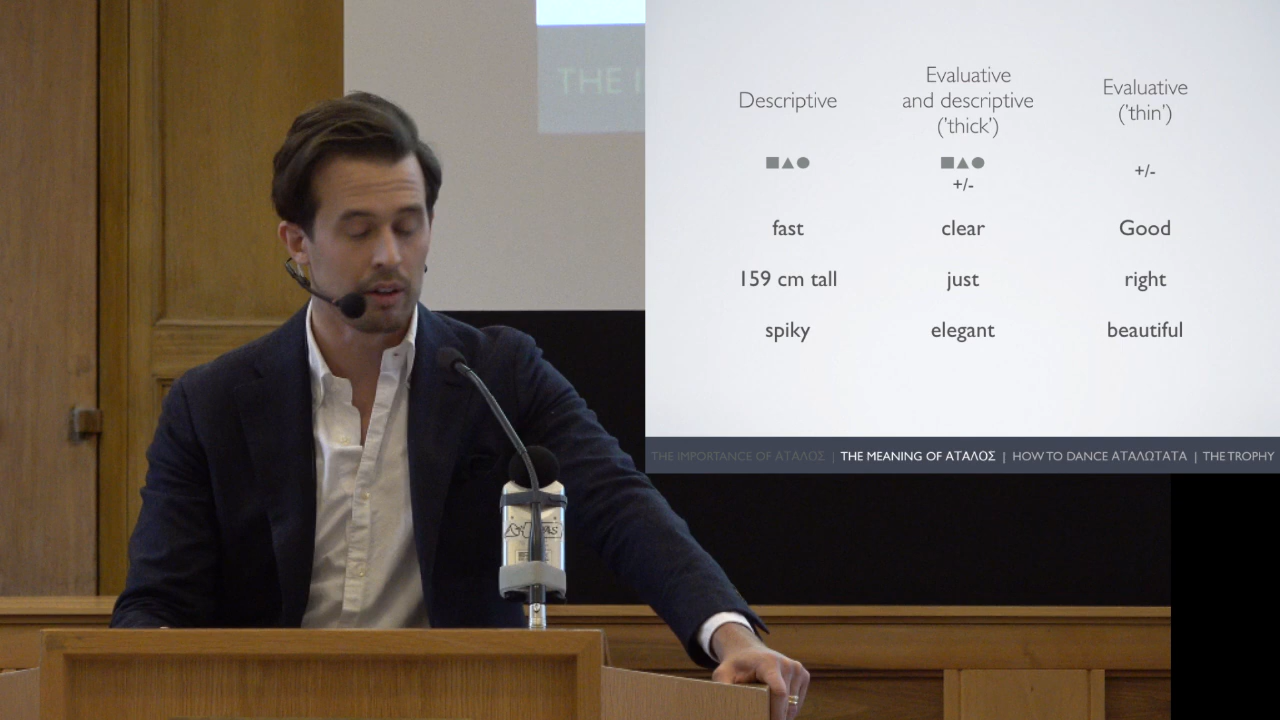 THE I
Descriptive
Evaluative
and descriptive
('thick')
Evaluative
('thin')
+/-
+/-
fast
clear
Good
159 cm tall
just
right
spiky
elegant
beautiful
THE IMPORTANCE OF ΑΤΑΛΟΣ | THE MEANING OF ΑΤΑΛΟΣ | HOW TO DANCE ΑΤΑΛΩΤΑΤΑ | THE TROPHY